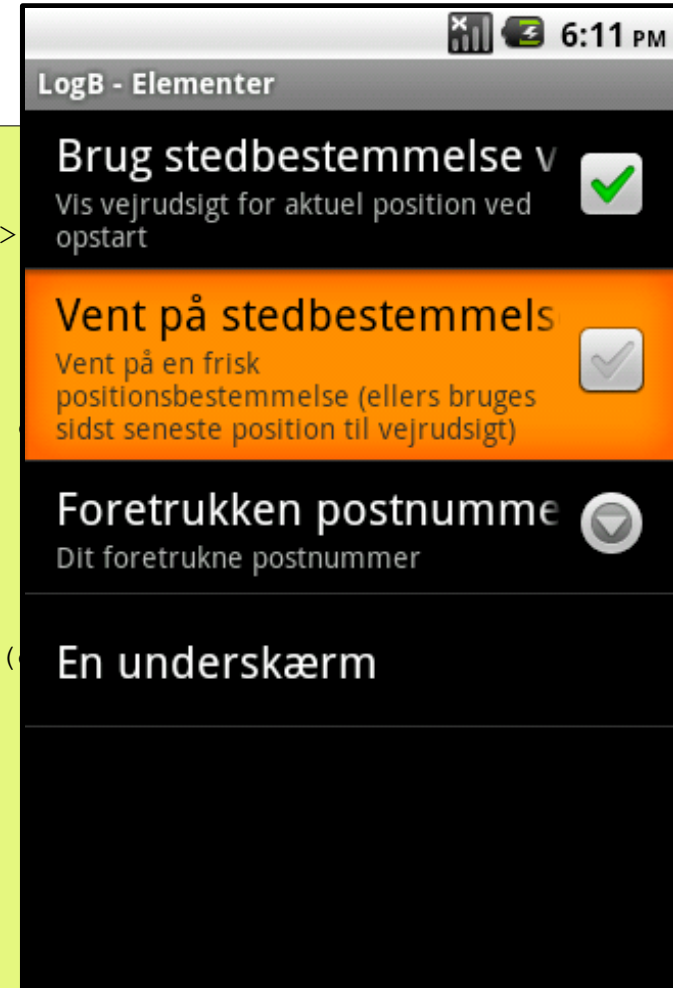 6:11 PM
LogB - Elementer
Brug stedbestemmelse v
Vis vejrudsigt for aktuel position ved
opstart
>
Vent på stedbestemmels
Vent på en frisk
positionsbestemmelse (ellers bruges
sidst seneste position til vejrudsigt)
Foretrukken postnumme
Dit foretrukne postnummer
(
En underskærm